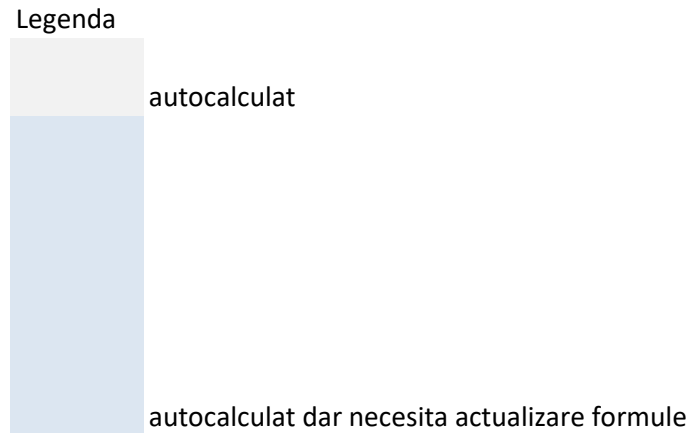 Legenda
autocalculat
autocalculat dar necesita actualizare formule